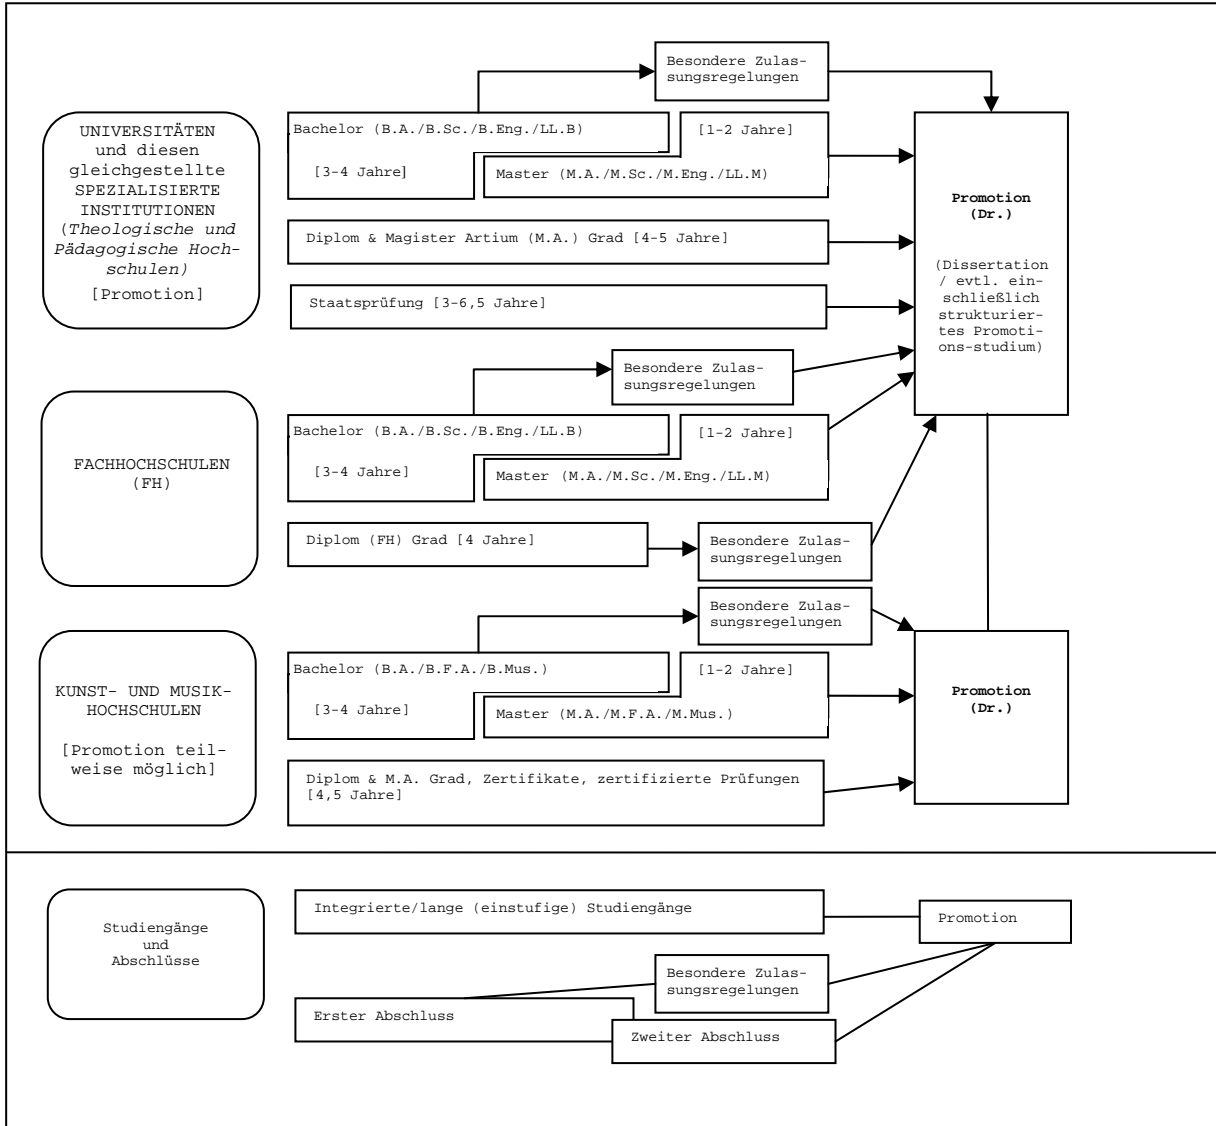 Besondere Zulas-
sungsregelungen
UNIVERSITÄTEN
und diesen
gleichgestellte
SPEZIALISIERTE
INSTITUTIONEN
(Theologische und
Pädagogische Hoch-
schulen)
[Promotion]
Bachelor (B.A./B.Sc./B.Eng./LL.B)
[3-4 Jahre]
[1-2 Jahre]
Master (M.A./M.Sc./M.Eng./LL.M)
Diplom & Magister Artium (M.A.) Grad [4-5 Jahre]
Staatsprüfung [3-6,5 Jahre]
Promotion
(Dr.)
(Dissertation
/ evtl. ein-
schließlich
strukturier-
tes Promoti-
ons-studium)
FACHHOCHSCHULEN
(FH)
Besondere Zulas-
sungsregelungen
Bachelor (B.A./B.Sc./B.Eng./LL.B)
[3-4 Jahre]
[1-2 Jahre]
Master (M.A./M.Sc./M.Eng./LL.M)
Diplom (FH) Grad [4 Jahre]
Besondere Zulas-
sungsregelungen
KUNST- UND MUSIK-
HOCHSCHULEN
[Promotion teil-
weise möglich]
Besondere Zulas-
sungsregelungen
Bachelor (B.A./B.F.A./B.Mus.)
[3-4 Jahre]
[1-2 Jahre]
Master (M.A./M.F.A./M.Mus.)
Diplom & M.A. Grad, Zertifikate, zertifizierte Prüfungen
[4,5 Jahre]
Promotion
(Dr.)
Studiengänge
und
Abschlüsse
Integrierte/lange (einstufige) Studiengänge
Promotion
Besondere Zulas-
sungsregelungen
Erster Abschluss
Zweiter Abschluss